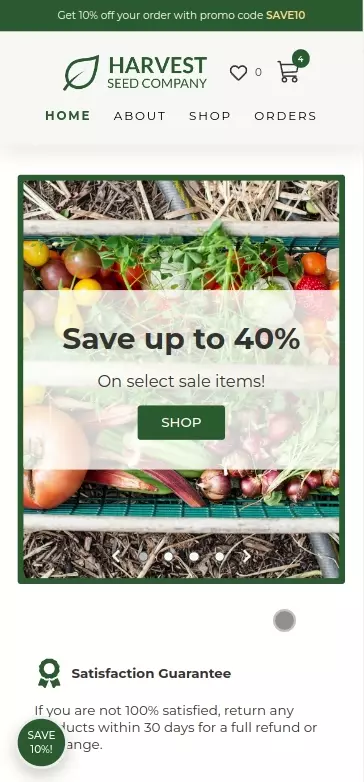 Get 10% off your order with promo code SAVE10
HARVEST
SEED COMPANY
0
4
HOME ABOUT SHOP ORDERS
Save up to 40%
On select sale items!
SHOP
Satisfaction Guarantee
If you are not 100% satisfied, return any
ducts within 30 days for a full refund or
ange.
SAVE
10%!